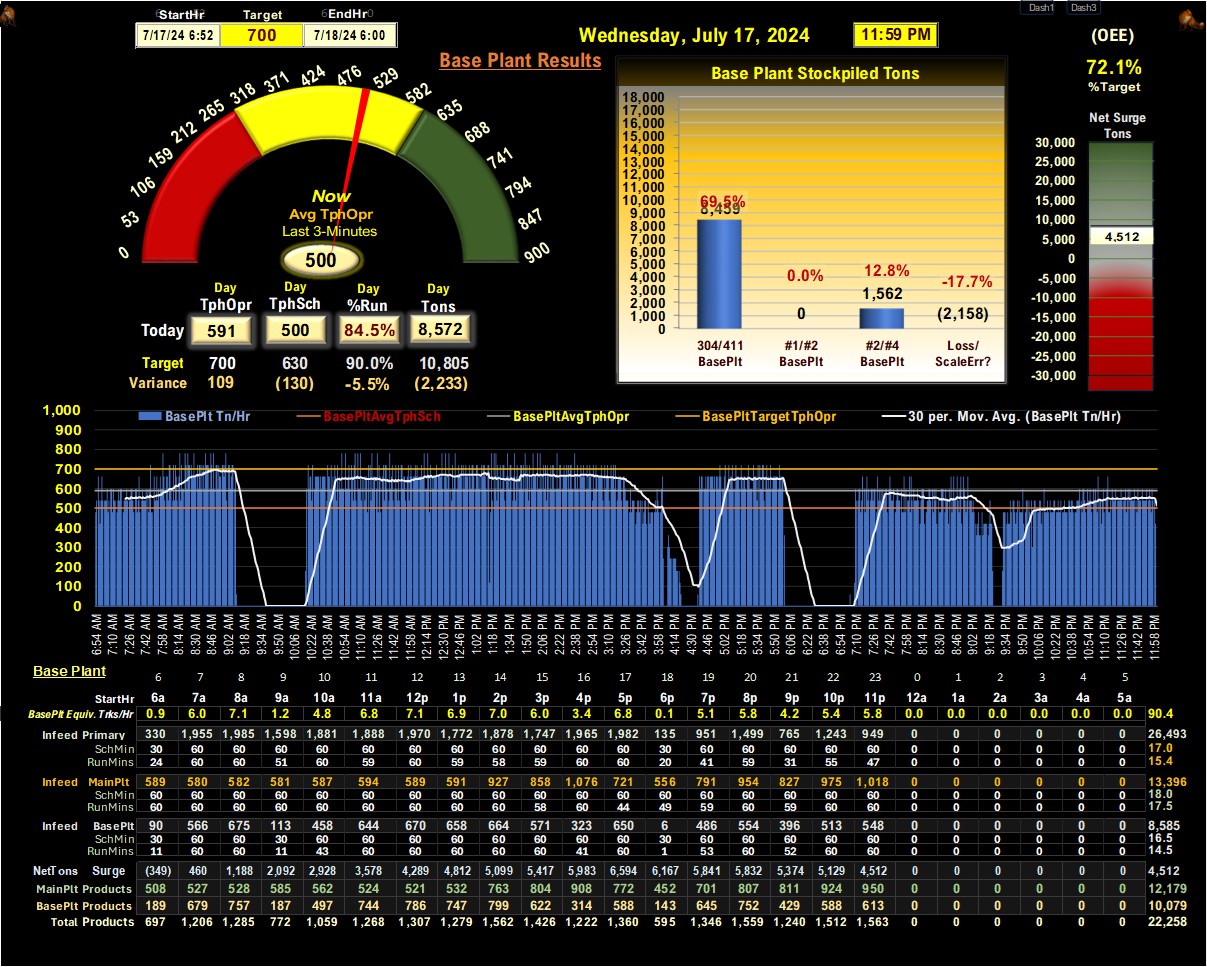 Dash1 Dash3
StartHr Target EndHr
7/17/24 6:52 700 7/18/24 6:00
Wednesday, July 17, 2024 11:59 PM
(OEE)
72.1%
%Target
Base Plant Results
0 53 106 159 212 265 318 371 424 476 529 582 635 688 741 794 847 900
Now
Avg TphOpr
Last 3-Minutes
500
Day Day Day Day
TphOpr TphSch %Run Tons
Today 591 500 84.5% 8,572
Target 700 630 90.0% 10,805
Variance 109 (130) -5.5% (2,233)
Base Plant Stockpiled Tons
18,000
17,000
16,000
15,000
14,000
13,000
12,000
11,000
10,000
9,000
8,000
7,000
6,000
5,000
4,000
3,000
2,000
1,000
0
69.5% 0.0% 12.8% -17.7%
8,459 0 1,562 (2,158)
304/411 #1/#2 #2/#4 Loss/
BasePlt BasePlt BasePlt ScaleErr?
Net Surge
Tons
30,000
25,000
20,000
15,000
10,000
5,000
0
-5,000
-10,000
-15,000
-20,000
-25,000
-30,000
4,512
BasePlt Tn/Hr BasePltAvgTphSch BasePltAvgTphOpr BasePltTargetTphOpr 30 per. Mov. Avg. (BasePlt Tn/Hr)
1,000
900
800
700
600
500
400
300
200
100
0
6:54 AM 7:10 AM 7:26 AM 7:42 AM 8:14 AM 8:30 AM 8:46 AM 9:02 AM 9:18 AM 9:34 AM 9:50 AM 10:06 AM 10:22 AM 10:38 AM 10:54 AM 11:10 AM 11:26 AM 11:42 AM 11:58 AM 12:14 PM 12:30 PM 12:46 PM 1:02 PM 1:18 PM 1:34 PM 1:50 PM 2:06 PM 2:22 PM 2:38 PM 2:54 PM 3:10 PM 3:26 PM 3:42 PM 3:58 PM 4:14 PM 4:30 PM 4:46 PM 5:02 PM 5:18 PM 5:34 PM 5:50 PM 6:06 PM 6:22 PM 6:38 PM 6:54 PM 7:10 PM 7:26 PM 7:42 PM 7:58 PM 8:14 PM 8:30 PM 8:46 PM 9:02 PM 9:18 PM 9:34 PM 9:50 PM 10:06 PM 10:22 PM 10:38 PM 10:54 PM 11:10 PM 11:26 PM 11:42 PM 11:58 PM
Base Plant
6 7 8 9 10 11 12 13 14 15 16 17 18 19 20 21 22 23 0 1 2 3 4 5
StartHr 6a 7a 8a 9a 10a 11a 12p 1p 2p 3p 4p 5p 6p 7p 8p 9p 10p 11p 12a 1a 2a 3a 4a 5a
BasePlt Equiv. Trks/Hr 0.9 6.0 7.1 1.2 4.8 6.8 7.1 6.9 7.0 6.0 3.4 6.8 0.1 5.1 5.8 4.2 5.4 5.8 0.0 0.0 0.0 0.0 0.0 0.0 90.4
Infeed Primary 330 1,955 1,985 1,598 1,881 1,888 1,970 1,772 1,878 1,747 1,965 1,982 135 951 1,499 765 1,243 949 0 0 0 0 0 0 26,493
SchMin 30 60 60 60 60 60 60 60 60 60 60 60 30 60 60 60 60 60 0 0 0 0 0 0 17.0
RunMins 24 60 60 51 60 59 60 59 58 59 60 60 20 41 59 31 55 47 0 0 0 0 0 0 15.4
Infeed MainPlt 589 580 582 581 587 594 589 591 927 858 1,076 721 556 791 954 827 975 1,018 0 0 0 0 0 0 13,396
SchMin 60 60 60 60 60 60 60 60 60 60 60 60 60 60 60 60 60 60 0 0 0 0 0 0 18.0
RunMins 60 60 60 60 60 60 60 60 60 58 60 44 49 59 60 59 60 60 0 0 0 0 0 0 17.5
Infeed BasePlt 90 566 675 113 458 644 670 658 664 571 323 650 6 486 554 396 513 548 0 0 0 0 0 0 8,585
SchMin 30 60 60 30 60 60 60 60 60 60 60 60 30 60 60 60 60 60 0 0 0 0 0 0 16.5
RunMins 11 60 60 11 43 60 60 60 60 60 41 60 1 53 60 52 60 60 0 0 0 0 0 0 14.5
NetTons Surge (349) 460 1,188 2,092 2,928 3,578 4,289 4,812 5,099 5,417 5,983 6,594 6,167 5,841 5,832 5,374 5,129 4,512 0 0 0 0 0 0 4,512
MainPlt Products 508 527 528 585 562 524 521 532 763 804 908 772 452 701 807 811 924 950 0 0 0 0 0 0 12,179
BasePlt Products 189 679 757 187 497 744 786 747 799 622 314 588 143 645 752 429 588 613 0 0 0 0 0 0 10,079
Total Products 697 1,206 1,285 772 1,059 1,268 1,307 1,279 1,562 1,426 1,222 1,360 595 1,346 1,559 1,240 1,512 1,563 0 0 0 0 0 0 22,258